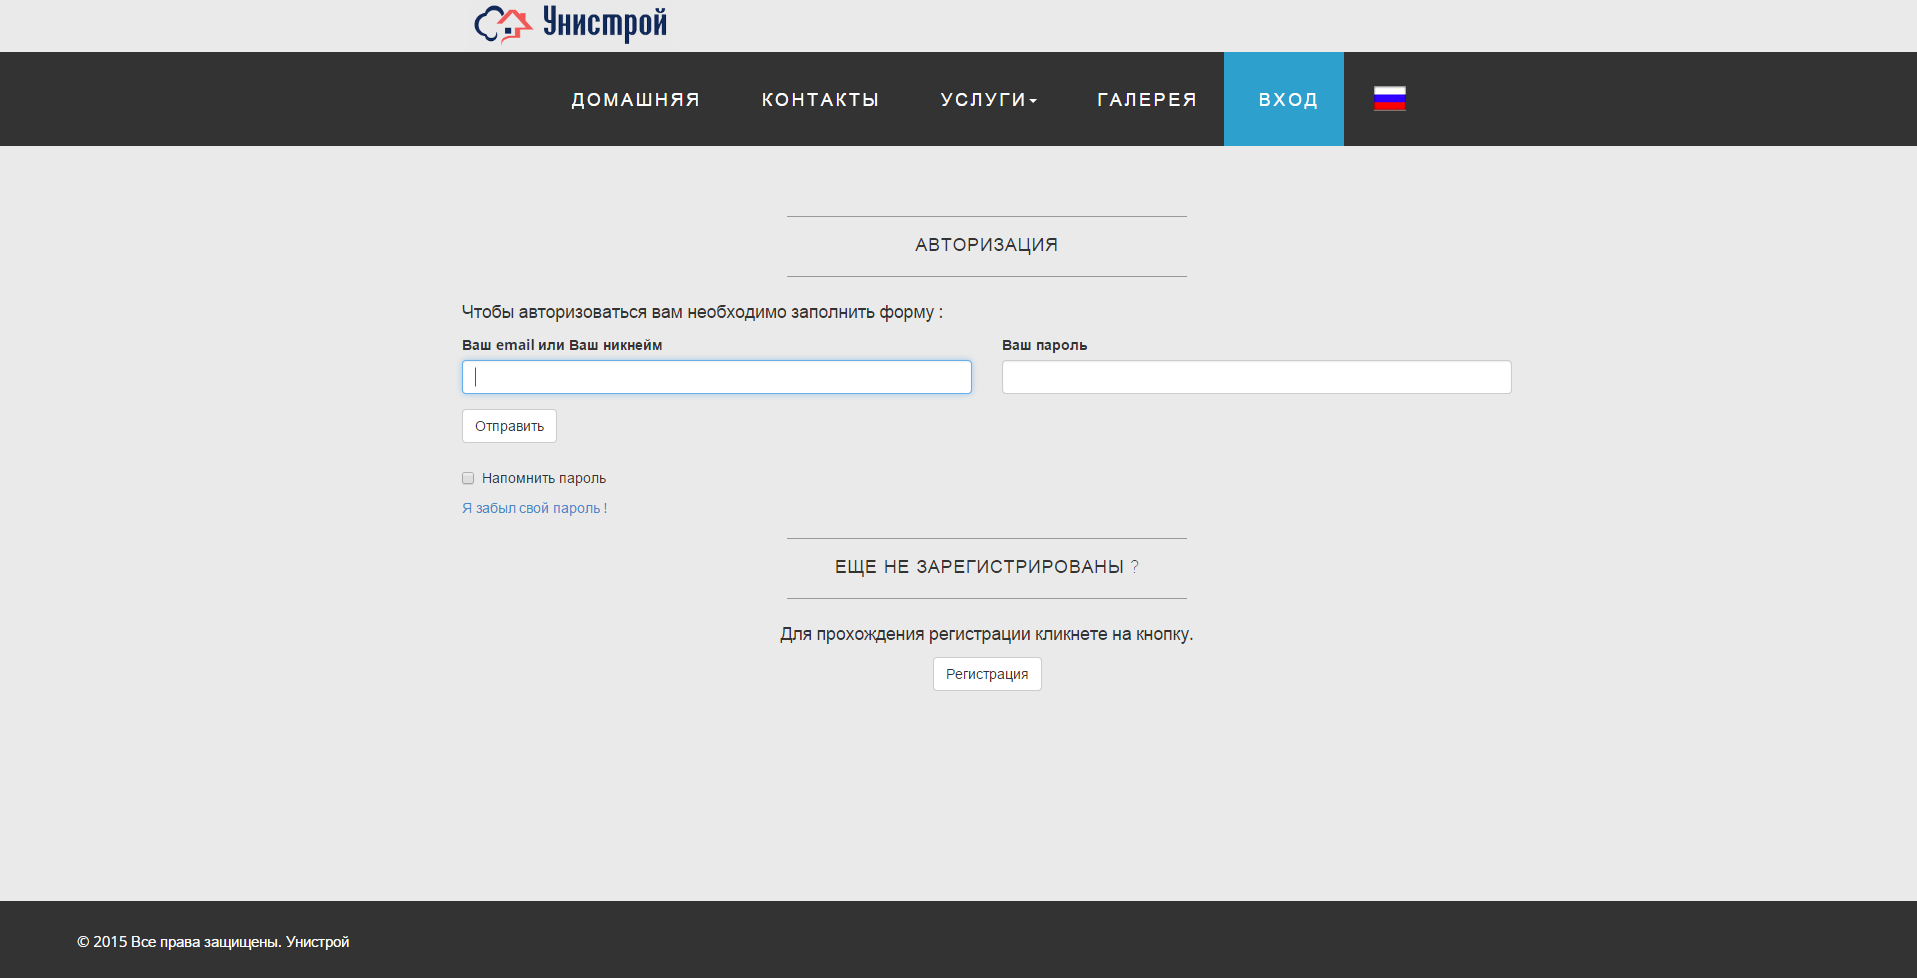 Унистрой
ДОМАШНЯЯ КОНТАКТЫ УСЛУГИ ГАЛЕРЕЯ ВХОД
АВТОРИЗАЦИЯ
Чтобы авторизоваться вам необходимо заполнить форму :
Ваш email или Ваш никнейм Ваш пароль
Отправить
Напомнить пароль
Я забыл свой пароль !
ЕЩЕ НЕ ЗАРЕГИСТРИРОВАНЫ ?
Для прохождения регистрации кликнете на кнопку.
Регистрация
© 2015 Все права защищены. Унистрой